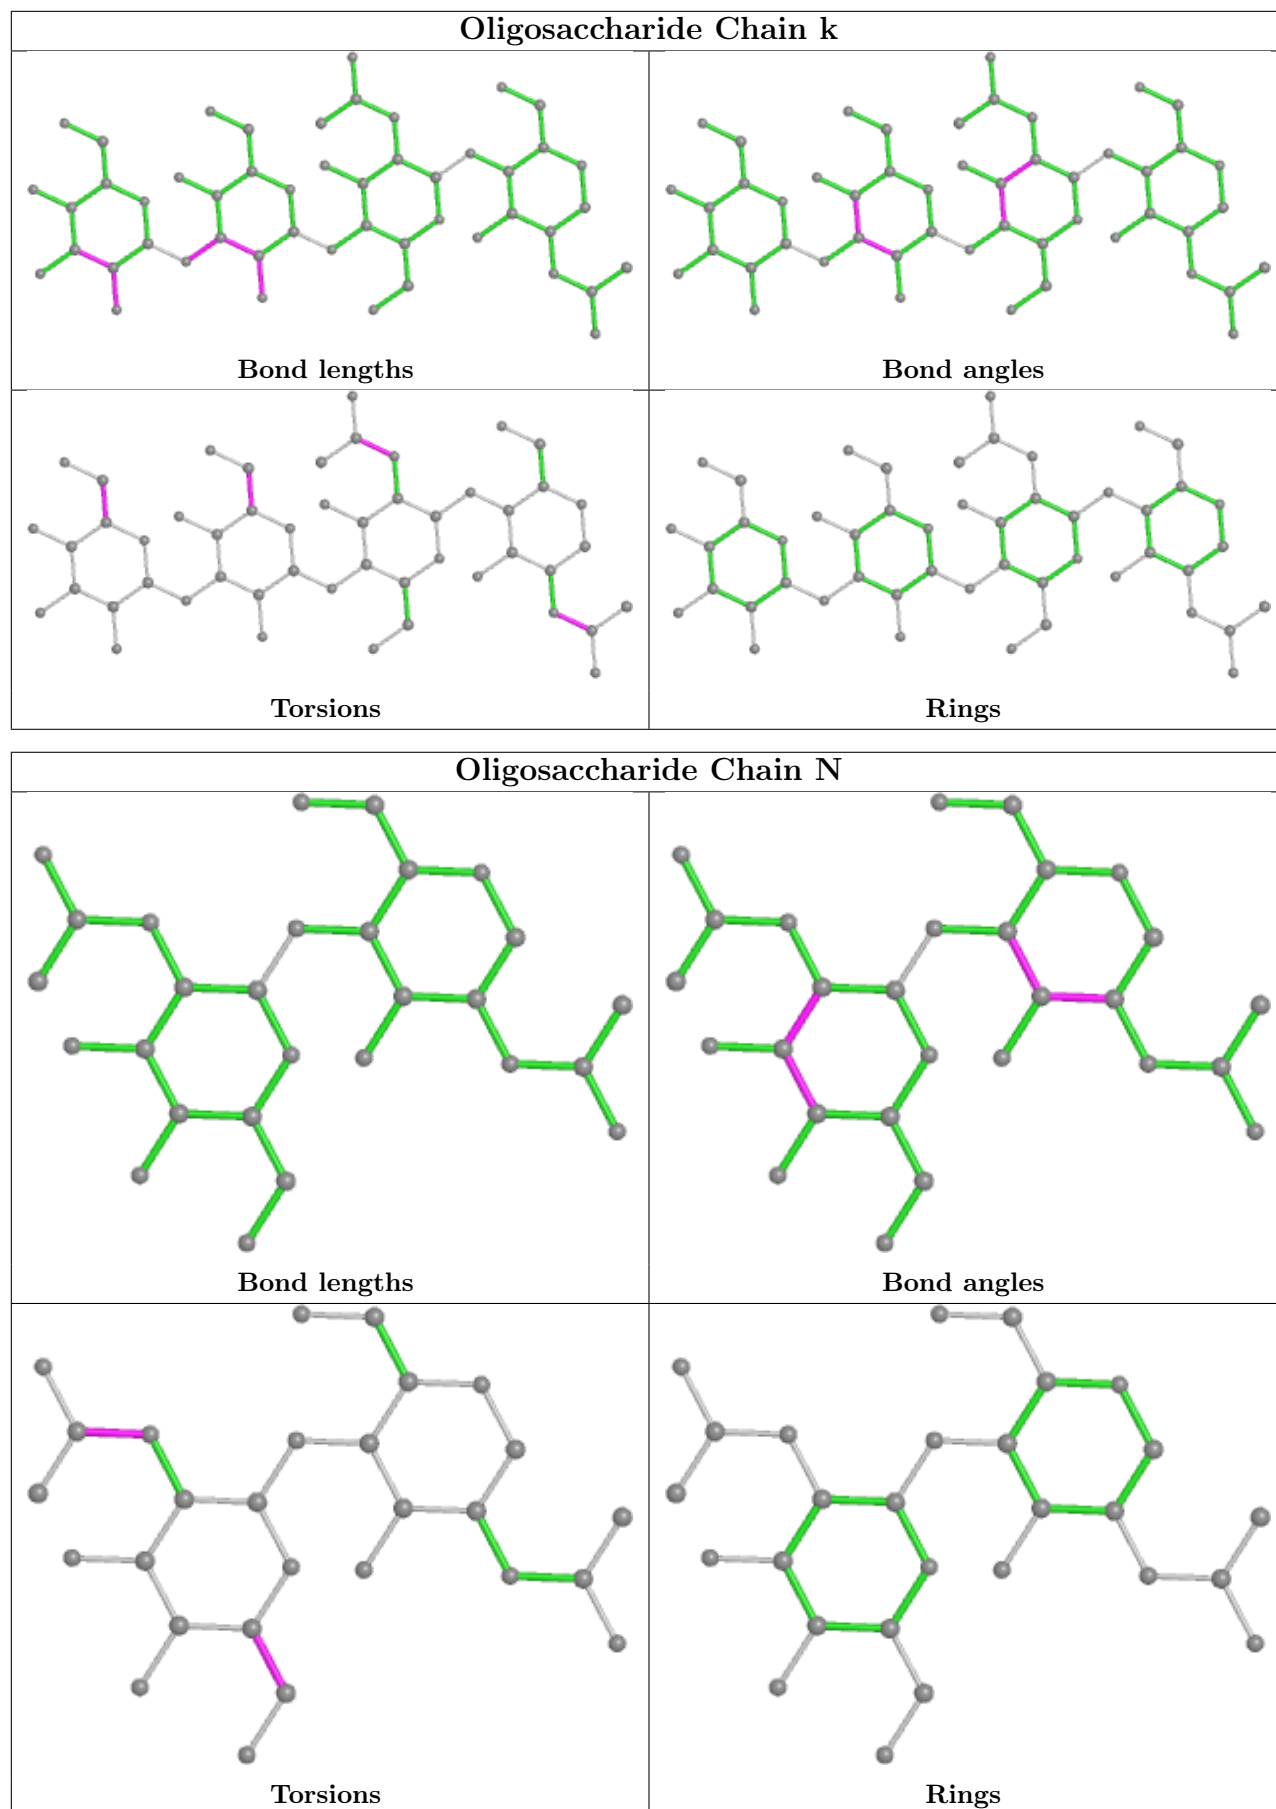 Oligosaccharide Chain k
Bond lengths
Bond angles
Torsions
Rings
Oligosaccharide Chain N
Bond lengths
Bond angles
Torsions
Rings